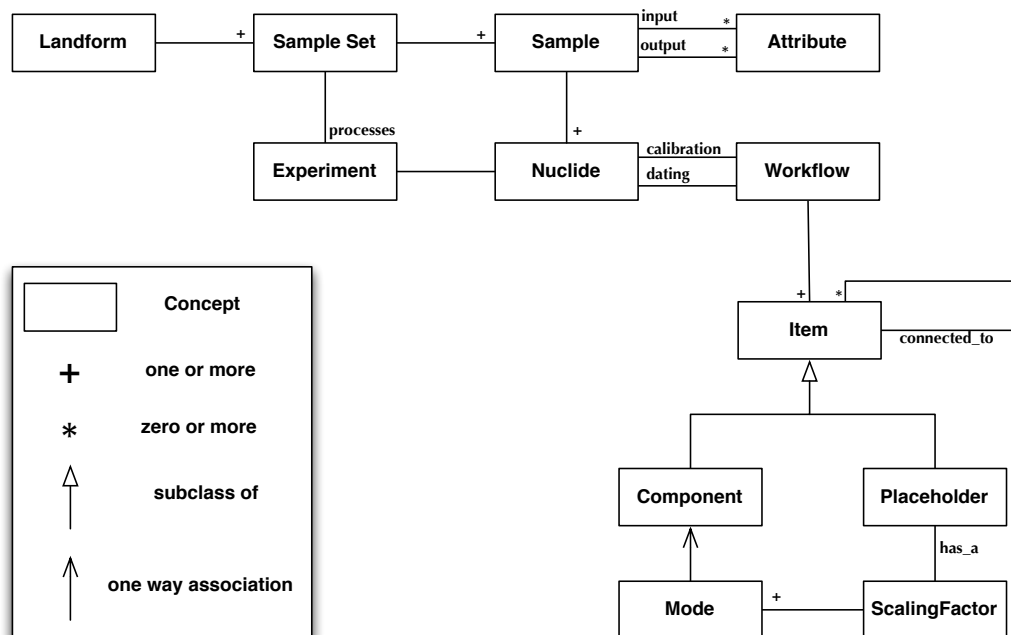 input
Landform
+
Sample Set
+
Sample
*
Attribute
output
*
processes
+
Experiment
Nuclide
calibration
dating
Workflow
Concept
+
one or more
*
zero or more
subclass of
one way association
+
*
Item
connected_to
Component
Placeholder
has_a
Mode
+
ScalingFactor